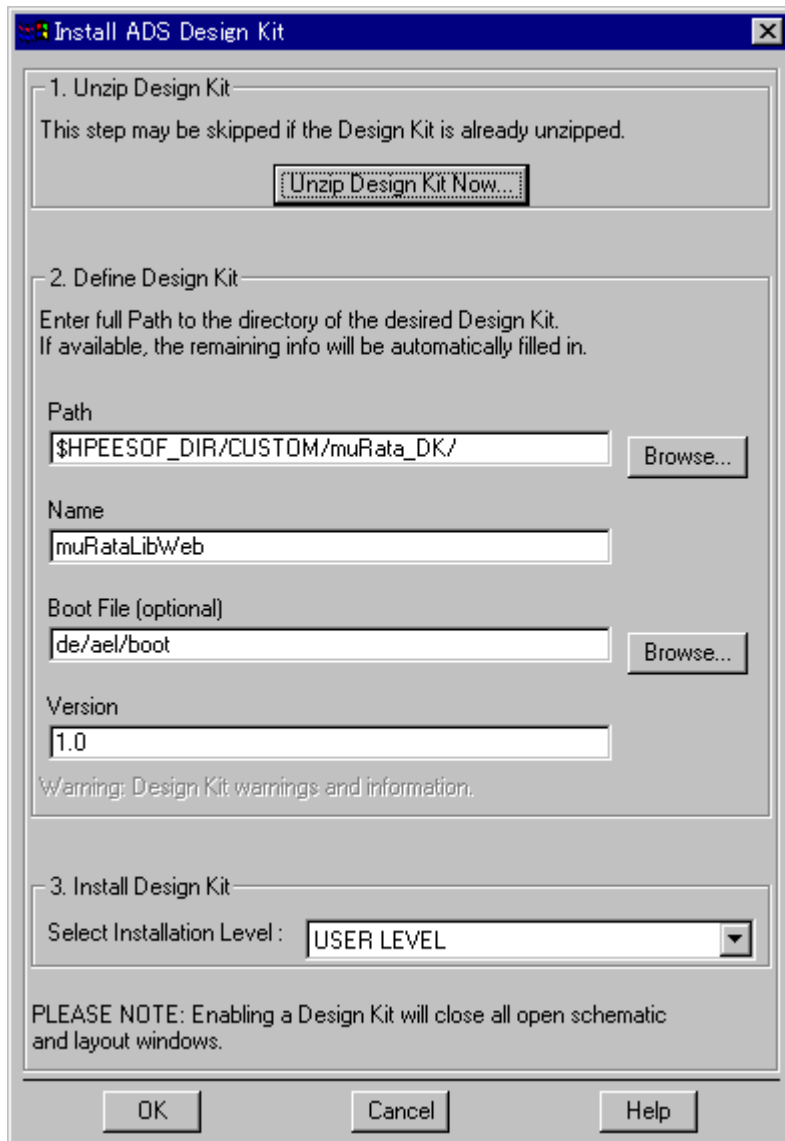 Install ADS Design Kit
1. Unzip Design Kit
This step may be skipped if the Design Kit is already unzipped.
Unzip Design Kit Now...
2. Define Design Kit
Enter full Path to the directory of the desired Design Kit.
If available, the remaining info will be automatically filled in.
Path
$HPEESOF_DIR/CUSTOM/muRata_DK/
Browse...
Name
muRataLibWeb
Boot File (optional)
de/ael/boot
Browse...
Version
1.0
Warning: Design Kit warnings and information.
3. Install Design Kit
Select Installation Level :
USER LEVEL
PLEASE NOTE: Enabling a Design Kit will close all open schematic
and layout windows.
OK
Cancel
Help